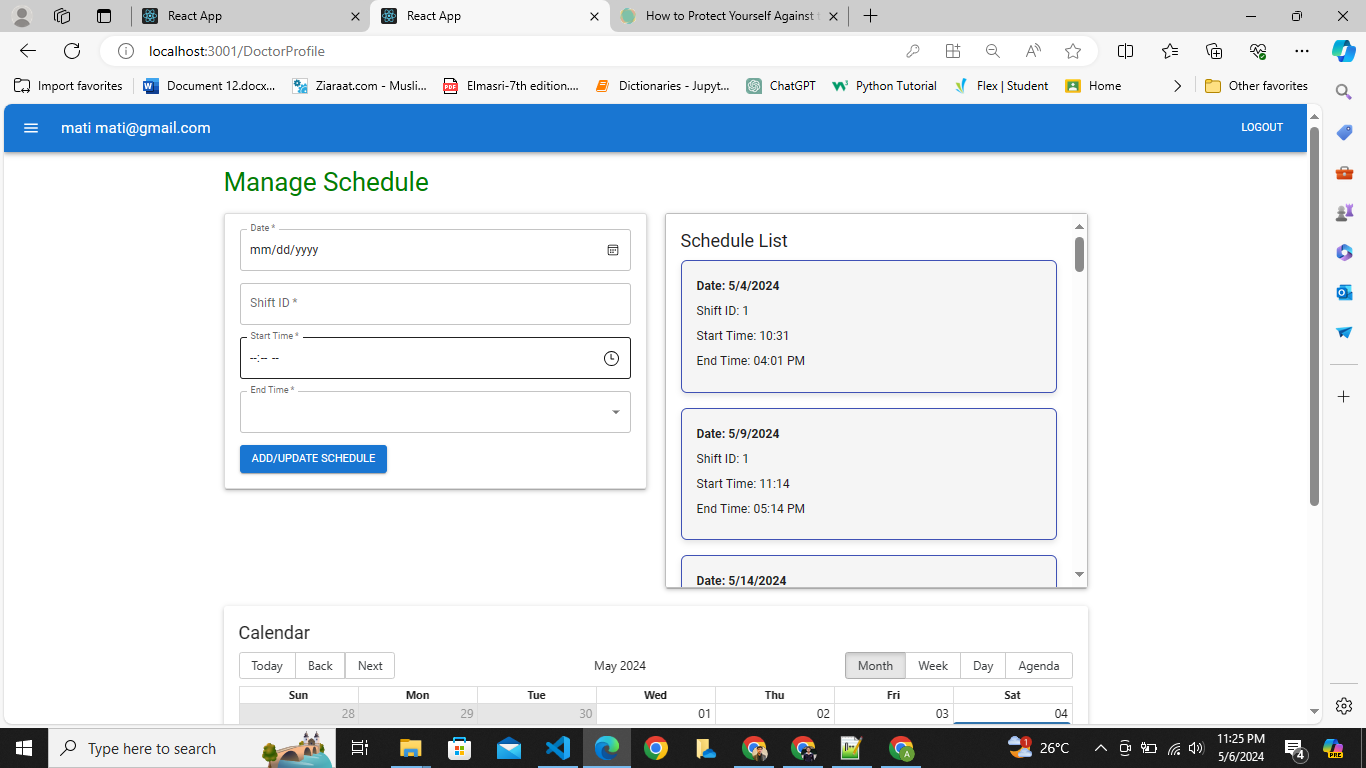 React App
React App
How to Protect Yourself Against
localhost:3001/DoctorProfile
Import favorites
Document 12.docx...
Ziaraat.com - Musli...
Elmasri-7th edition....
Dictionaries - Jupyt...
ChatGPT
Python Tutorial
Flex | Student
Home
Other favorites
mati mati@gmail.com
LOGOUT
Manage Schedule
Date *
mm/dd/yyyy
Shift ID *
Start Time *
--:-- --
End Time *
ADD/UPDATE SCHEDULE
Schedule List
Date: 5/4/2024
Shift ID: 1
Start Time: 10:31
End Time: 04:01 PM
Date: 5/9/2024
Shift ID: 1
Start Time: 11:14
End Time: 05:14 PM
Date: 5/14/2024
Calendar
Today Back Next
May 2024
Month Week Day Agenda
Sun Mon Tue Wed Thu Fri Sat
28 29 30 01 02 03 04
Type here to search
26°C
11:25 PM
5/6/2024
4
PRE